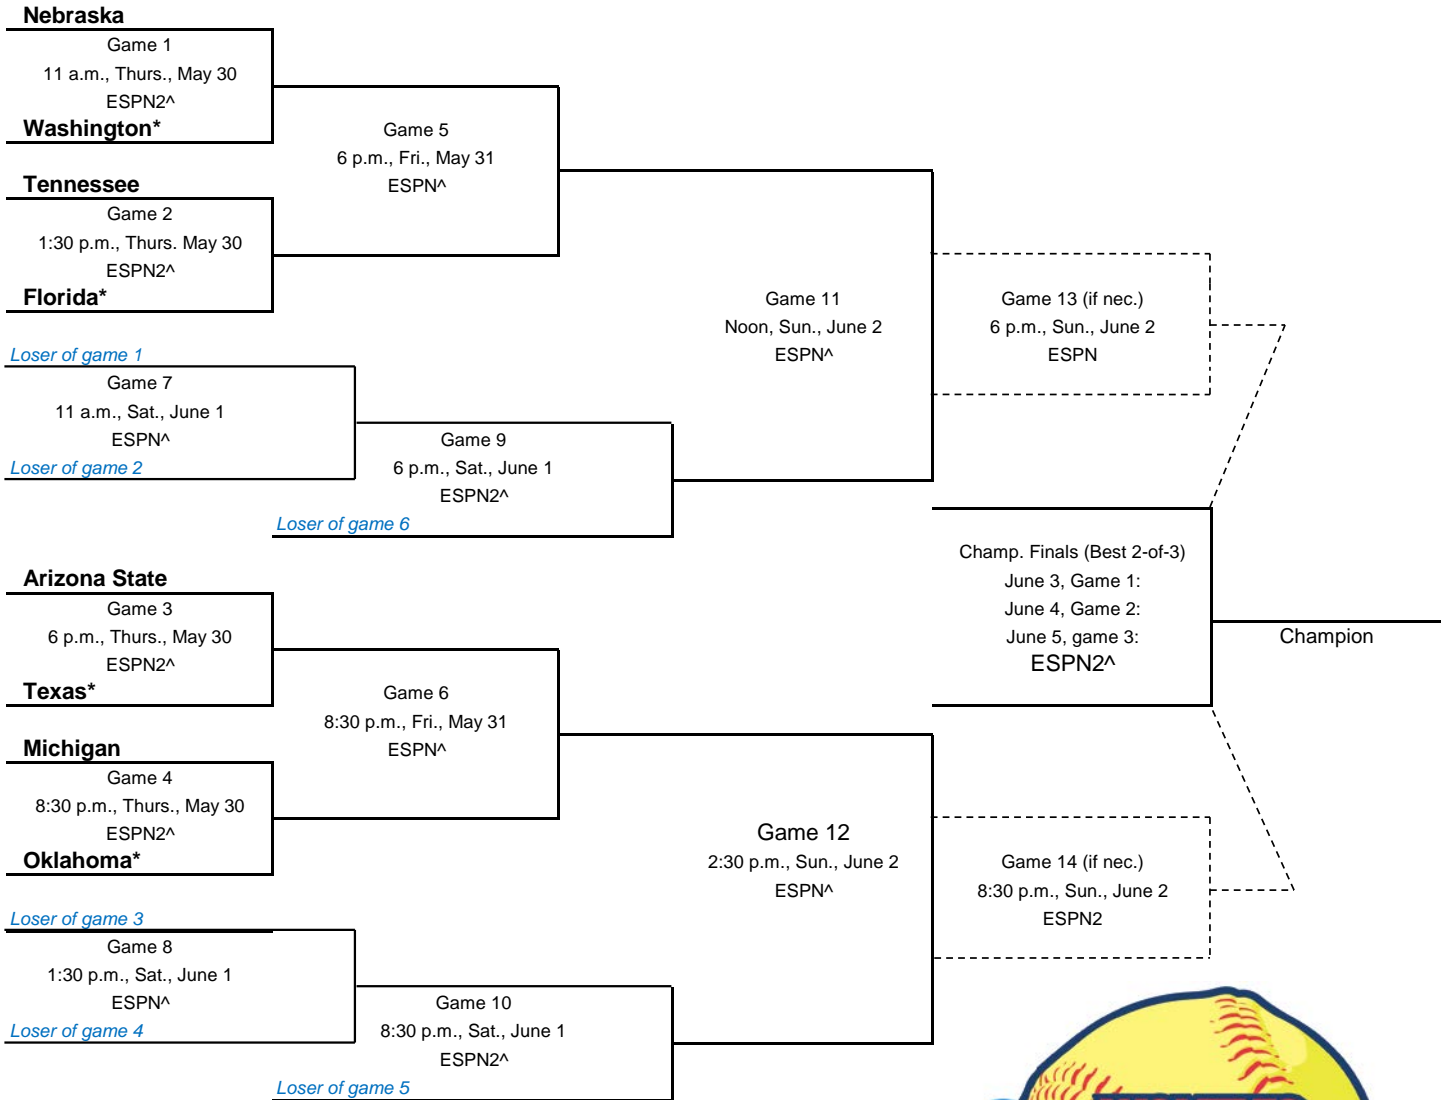 Nebraska
Game 1
11 a.m., Thurs., May 30
ESPN2^
Washington*
Game 5
6 p.m., Fri., May 31
ESPN^
Tennessee
Game 2
1:30 p.m., Thurs. May 30
ESPN2^
Florida*
Game 11
Noon, Sun., June 2
ESPN^
Game 13 (if nec.)
6 p.m., Sun., June 2
ESPN
Loser of game 1
Game 7
11 a.m., Sat., June 1
ESPN^
Loser of game 2
Game 9
6 p.m., Sat., June 1
ESPN2^
Loser of game 6
Champ. Finals (Best 2-of-3)
June 3, Game 1:
June 4, Game 2:
June 5, game 3:
ESPN2^
Champion
Arizona State
Game 3
6 p.m., Thurs., May 30
ESPN2^
Texas*
Game 6
8:30 p.m., Fri., May 31
ESPN^
Michigan
Game 4
8:30 p.m., Thurs., May 30
ESPN2^
Oklahoma*
Game 12
2:30 p.m., Sun., June 2
ESPN^
Game 14 (if nec.)
8:30 p.m., Sun., June 2
ESPN2
Loser of game 3
Game 8
1:30 p.m., Sat., June 1
ESPN^
Loser of game 4
Game 10
8:30 p.m., Sat., June 1
ESPN2^
Loser of game 5